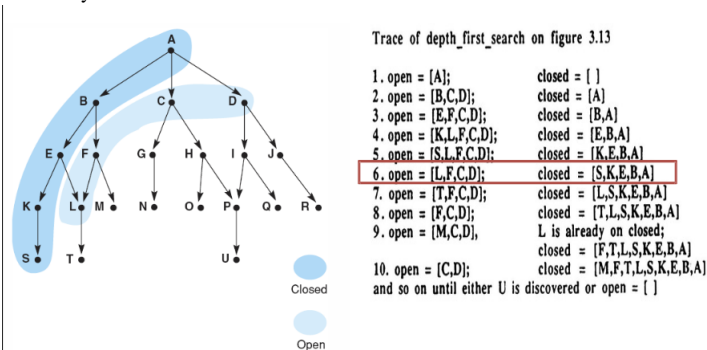 A
B C D
E F G H I J
K L M N O P Q R
S T U
Closed
Open
Trace of depth_first_search on figure 3.13
1. open = [A]; closed = [ ]
2. open = [B,C,D]; closed = [A]
3. open = [E,F,C,D]; closed = [B,A]
4. open = [K,L,F,C,D]; closed = [E,B,A]
5. open = [S,L,F,C,D]; closed = [K,E,B,A]
6. open = [L,F,C,D]; closed = [S,K,E,B,A]
7. open = [T,F,C,D]; closed = [L,S,K,E,B,A]
8. open = [F,C,D]; closed = [T,L,S,K,E,B,A]
9. open = [M,C,D], L is already on closed;
closed = [F,T,L,S,K,E,B,A]
10. open = [C,D]; closed = [M,F,T,L,S,K,E,B,A]
and so on until either U is discovered or open = [ ]